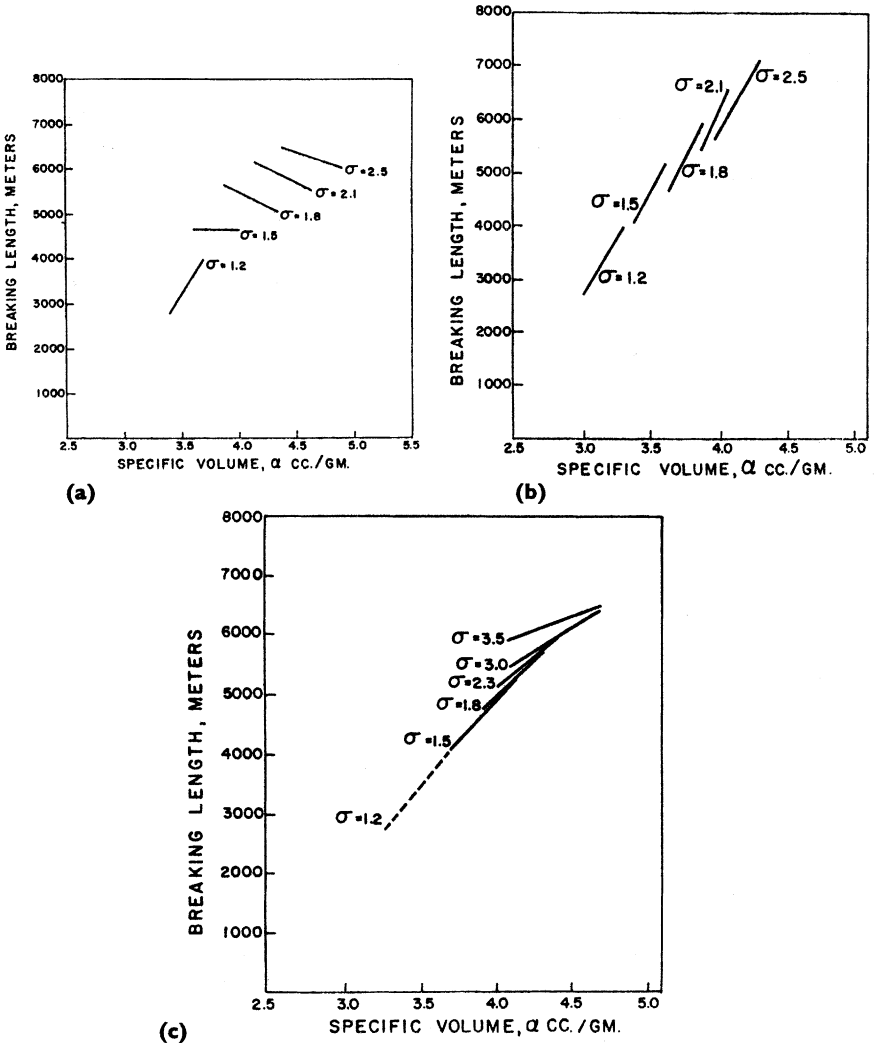 8000
7000
6000
5000
4000
3000
2000
1000
BREAKING LENGTH, METERS
σ = 2.5
σ = 2.1
σ = 1.8
σ = 1.5
σ = 1.2
2.5 3.0 3.5 4.0 4.5 5.0 5.5
SPECIFIC VOLUME, α CC./GM.
(a)
8000
7000
6000
5000
4000
3000
2000
1000
BREAKING LENGTH, METERS
σ = 2.1
σ = 2.5
σ = 1.8
σ = 1.5
σ = 1.2
2.5 3.0 3.5 4.0 4.5 5.0
SPECIFIC VOLUME, α CC./GM.
(b)
8000
7000
6000
5000
4000
3000
2000
1000
BREAKING LENGTH, METERS
σ = 3.5
σ = 3.0
σ = 2.3
σ = 1.8
σ = 1.5
σ = 1.2
2.5 3.0 3.5 4.0 4.5 5.0
SPECIFIC VOLUME, α CC./GM.
(c)